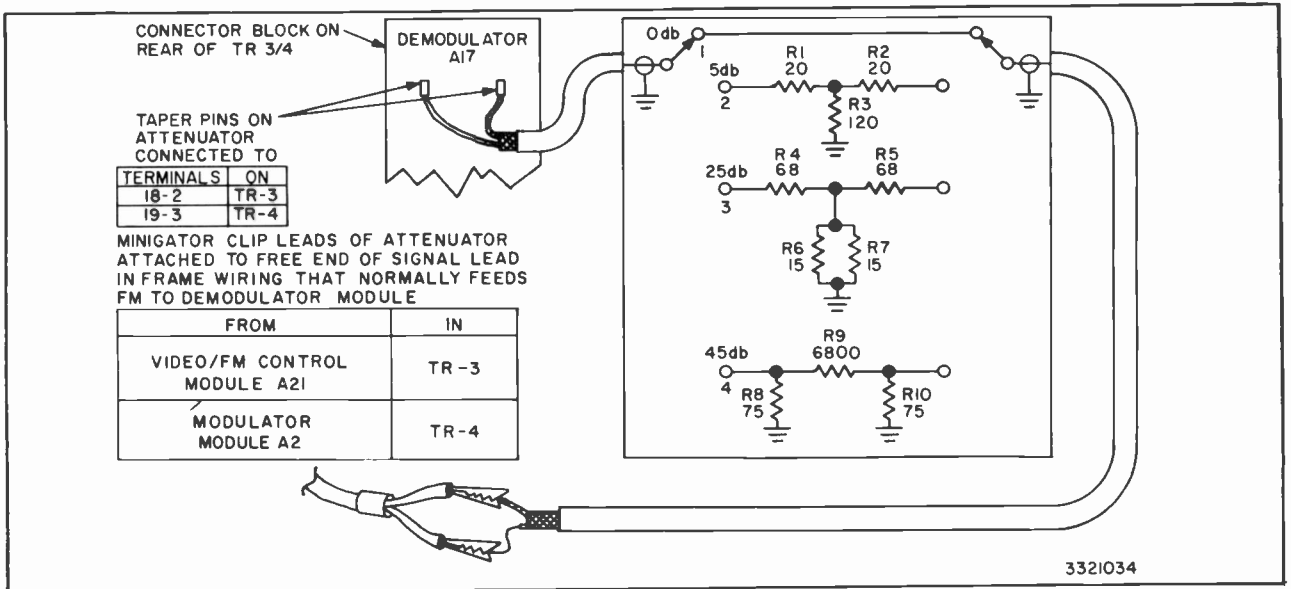 CONNECTOR BLOCK ON
REAR OF TR 3/4
DEMODULATOR
A17
TAPER PINS ON
ATTENUATOR
CONNECTED TO
TERMINALS ON
18-2 TR-3
19-3 TR-4
MINIGATOR CLIP LEADS OF ATTENUATOR
ATTACHED TO FREE END OF SIGNAL LEAD
IN FRAME WIRING THAT NORMALLY FEEDS
FM TO DEMODULATOR MODULE
FROM IN
VIDEO/FM CONTROL
MODULE A21
TR-3
MODULATOR
MODULE A2
TR-4
0db
1
5db
2
R1
20
R2
20
R3
120
25db
3
R4
68
R5
68
R6
15
R7
15
45db
4
R9
6800
R8
75
R10
75
3321034